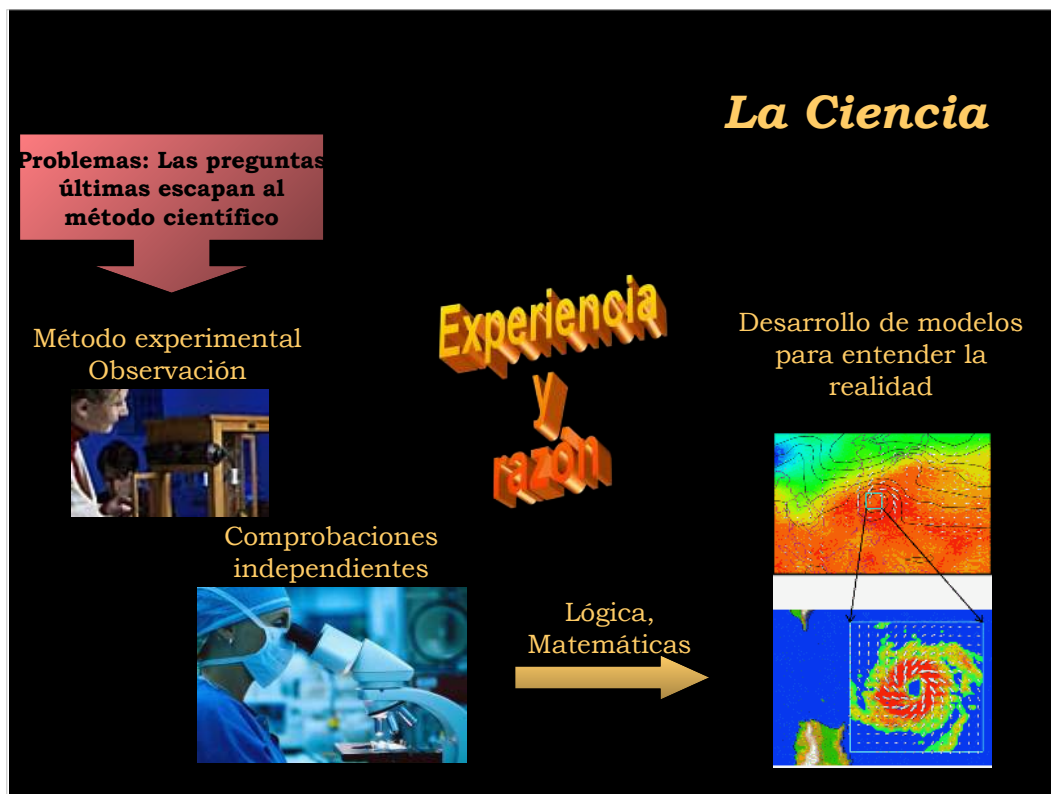 La Ciencia
Problemas: Las preguntas
últimas escapan al
método científico
Método experimental
Observación
Experiencia
y
razón
Desarrollo de modelos
para entender la
realidad
Comprobaciones
independientes
Lógica,
Matemáticas